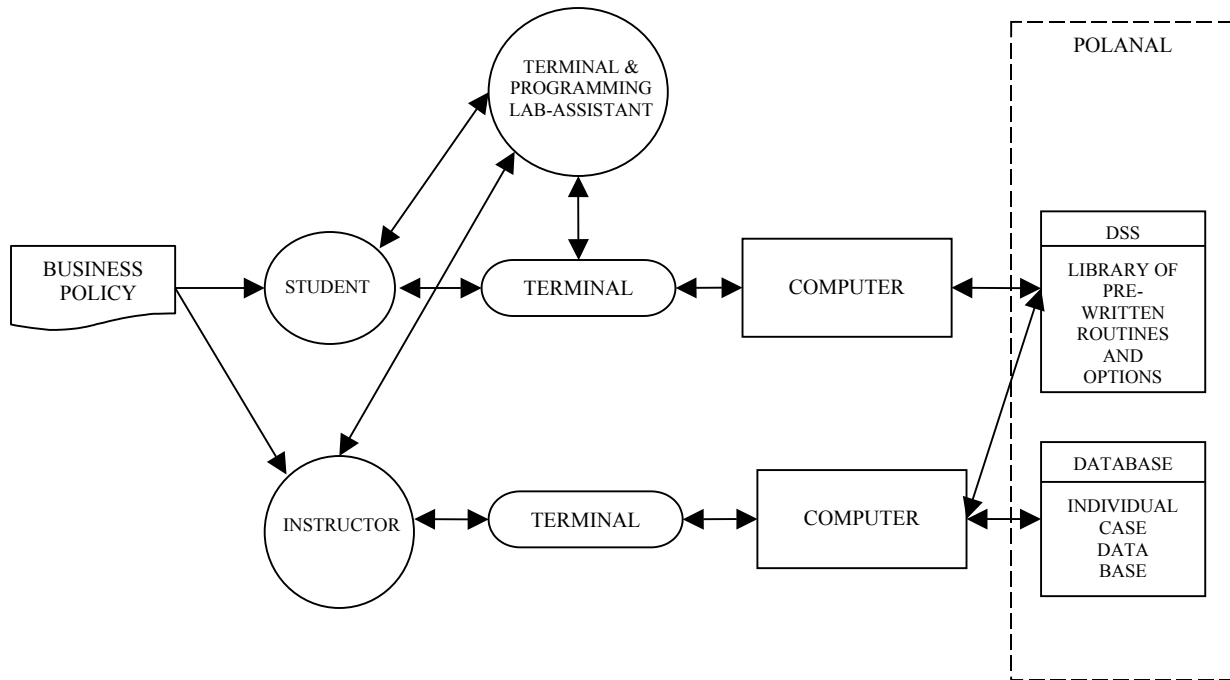 POLANAL
TERMINAL &
PROGRAMMING
LAB-ASSISTANT
BUSINESS
POLICY
STUDENT
TERMINAL
COMPUTER
DSS
LIBRARY OF
PRE-
WRITTEN
ROUTINES
AND
OPTIONS
INSTRUCTOR
TERMINAL
COMPUTER
DATABASE
INDIVIDUAL
CASE
DATA
BASE